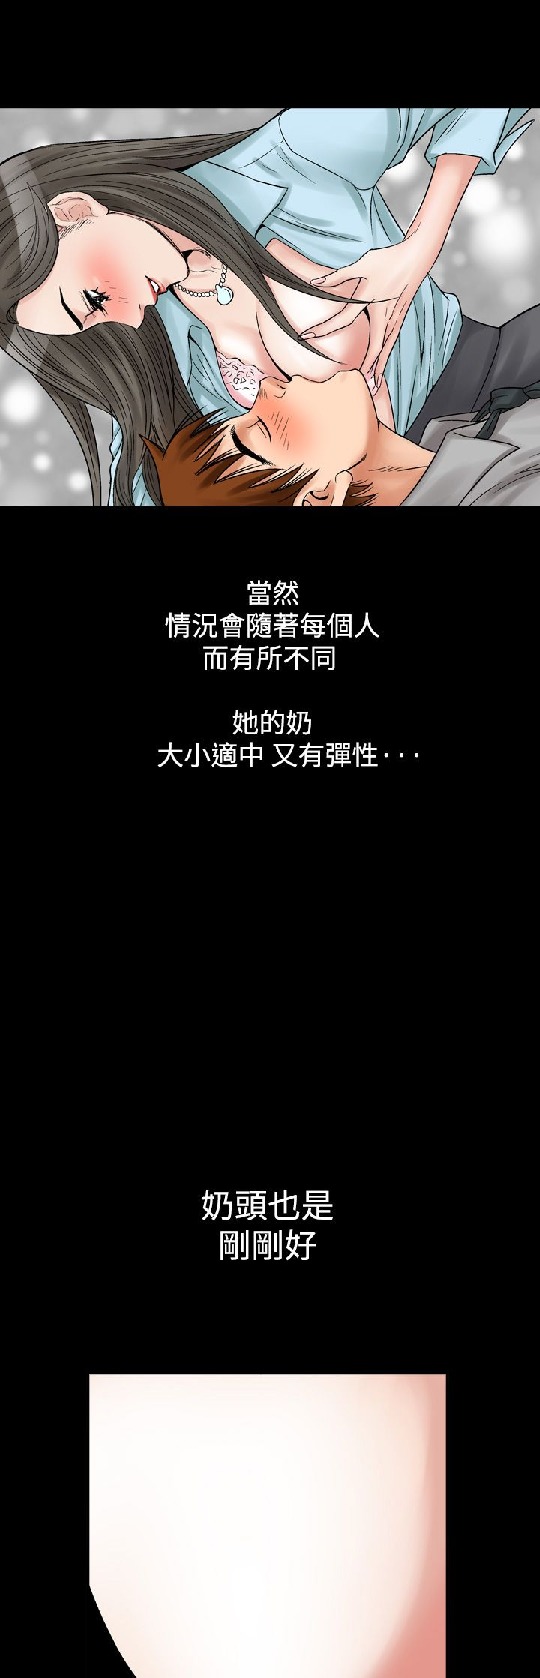 當然
情況會隨著每個人
而有所不同
她的奶
大小適中 又有彈性···
奶頭也是
剛剛好